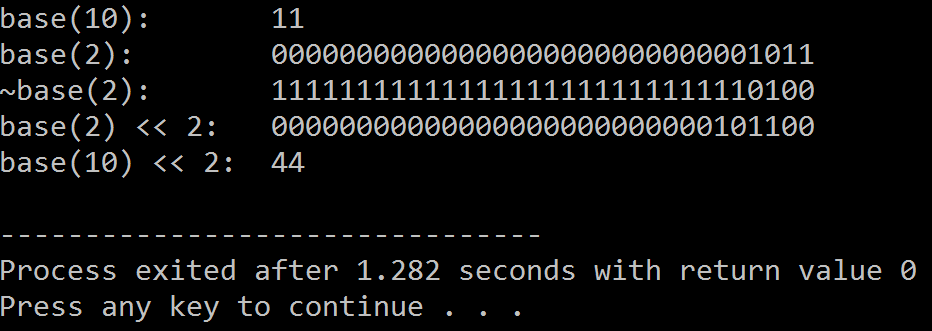 base(10): 11
base(2): 00000000000000000000000000001011
~base(2): 11111111111111111111111111110100
base(2) << 2: 00000000000000000000000000101100
base(10) << 2: 44
--------------------------------
Process exited after 1.282 seconds with return value 0
Press any key to continue . . .